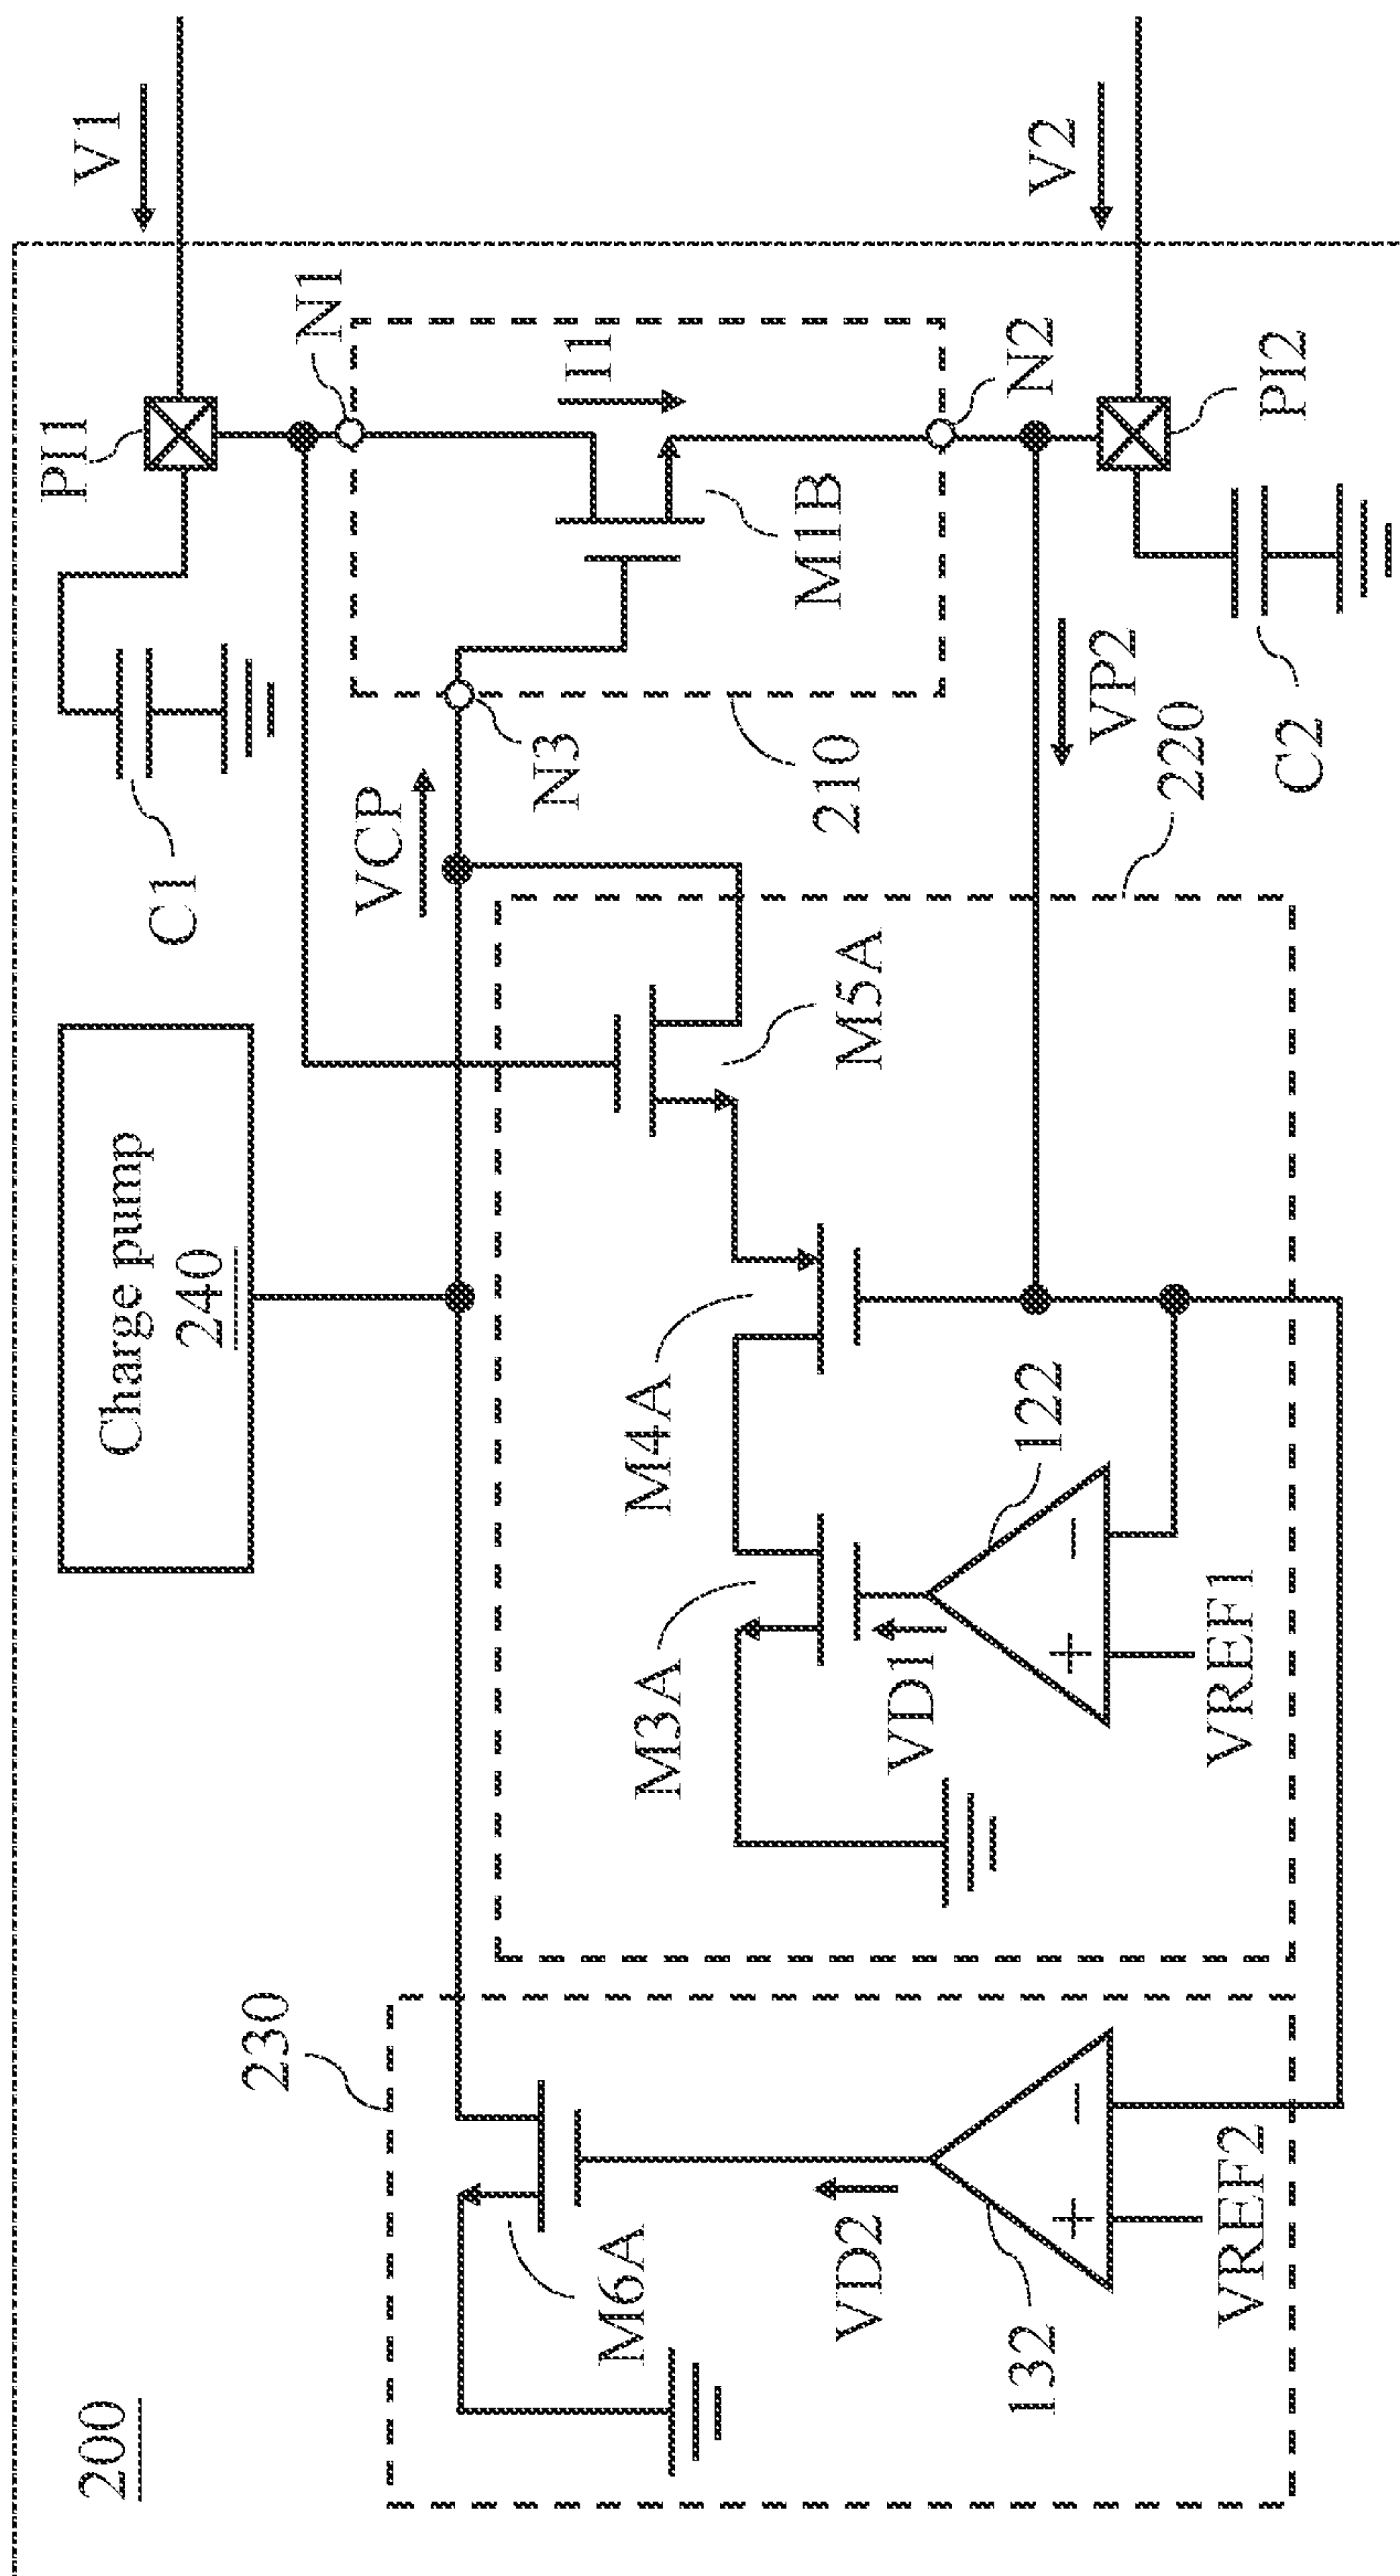 200
230
Charge pump
240
PI1
V1
C1
N1
VCP
N3
I1
M1B
210
M5A
M4A
M3A
M6A
VD1
122
VREF1
VD2
132
VREF2
VP2
220
N2
V2
PI2
C2
+
−
+
−